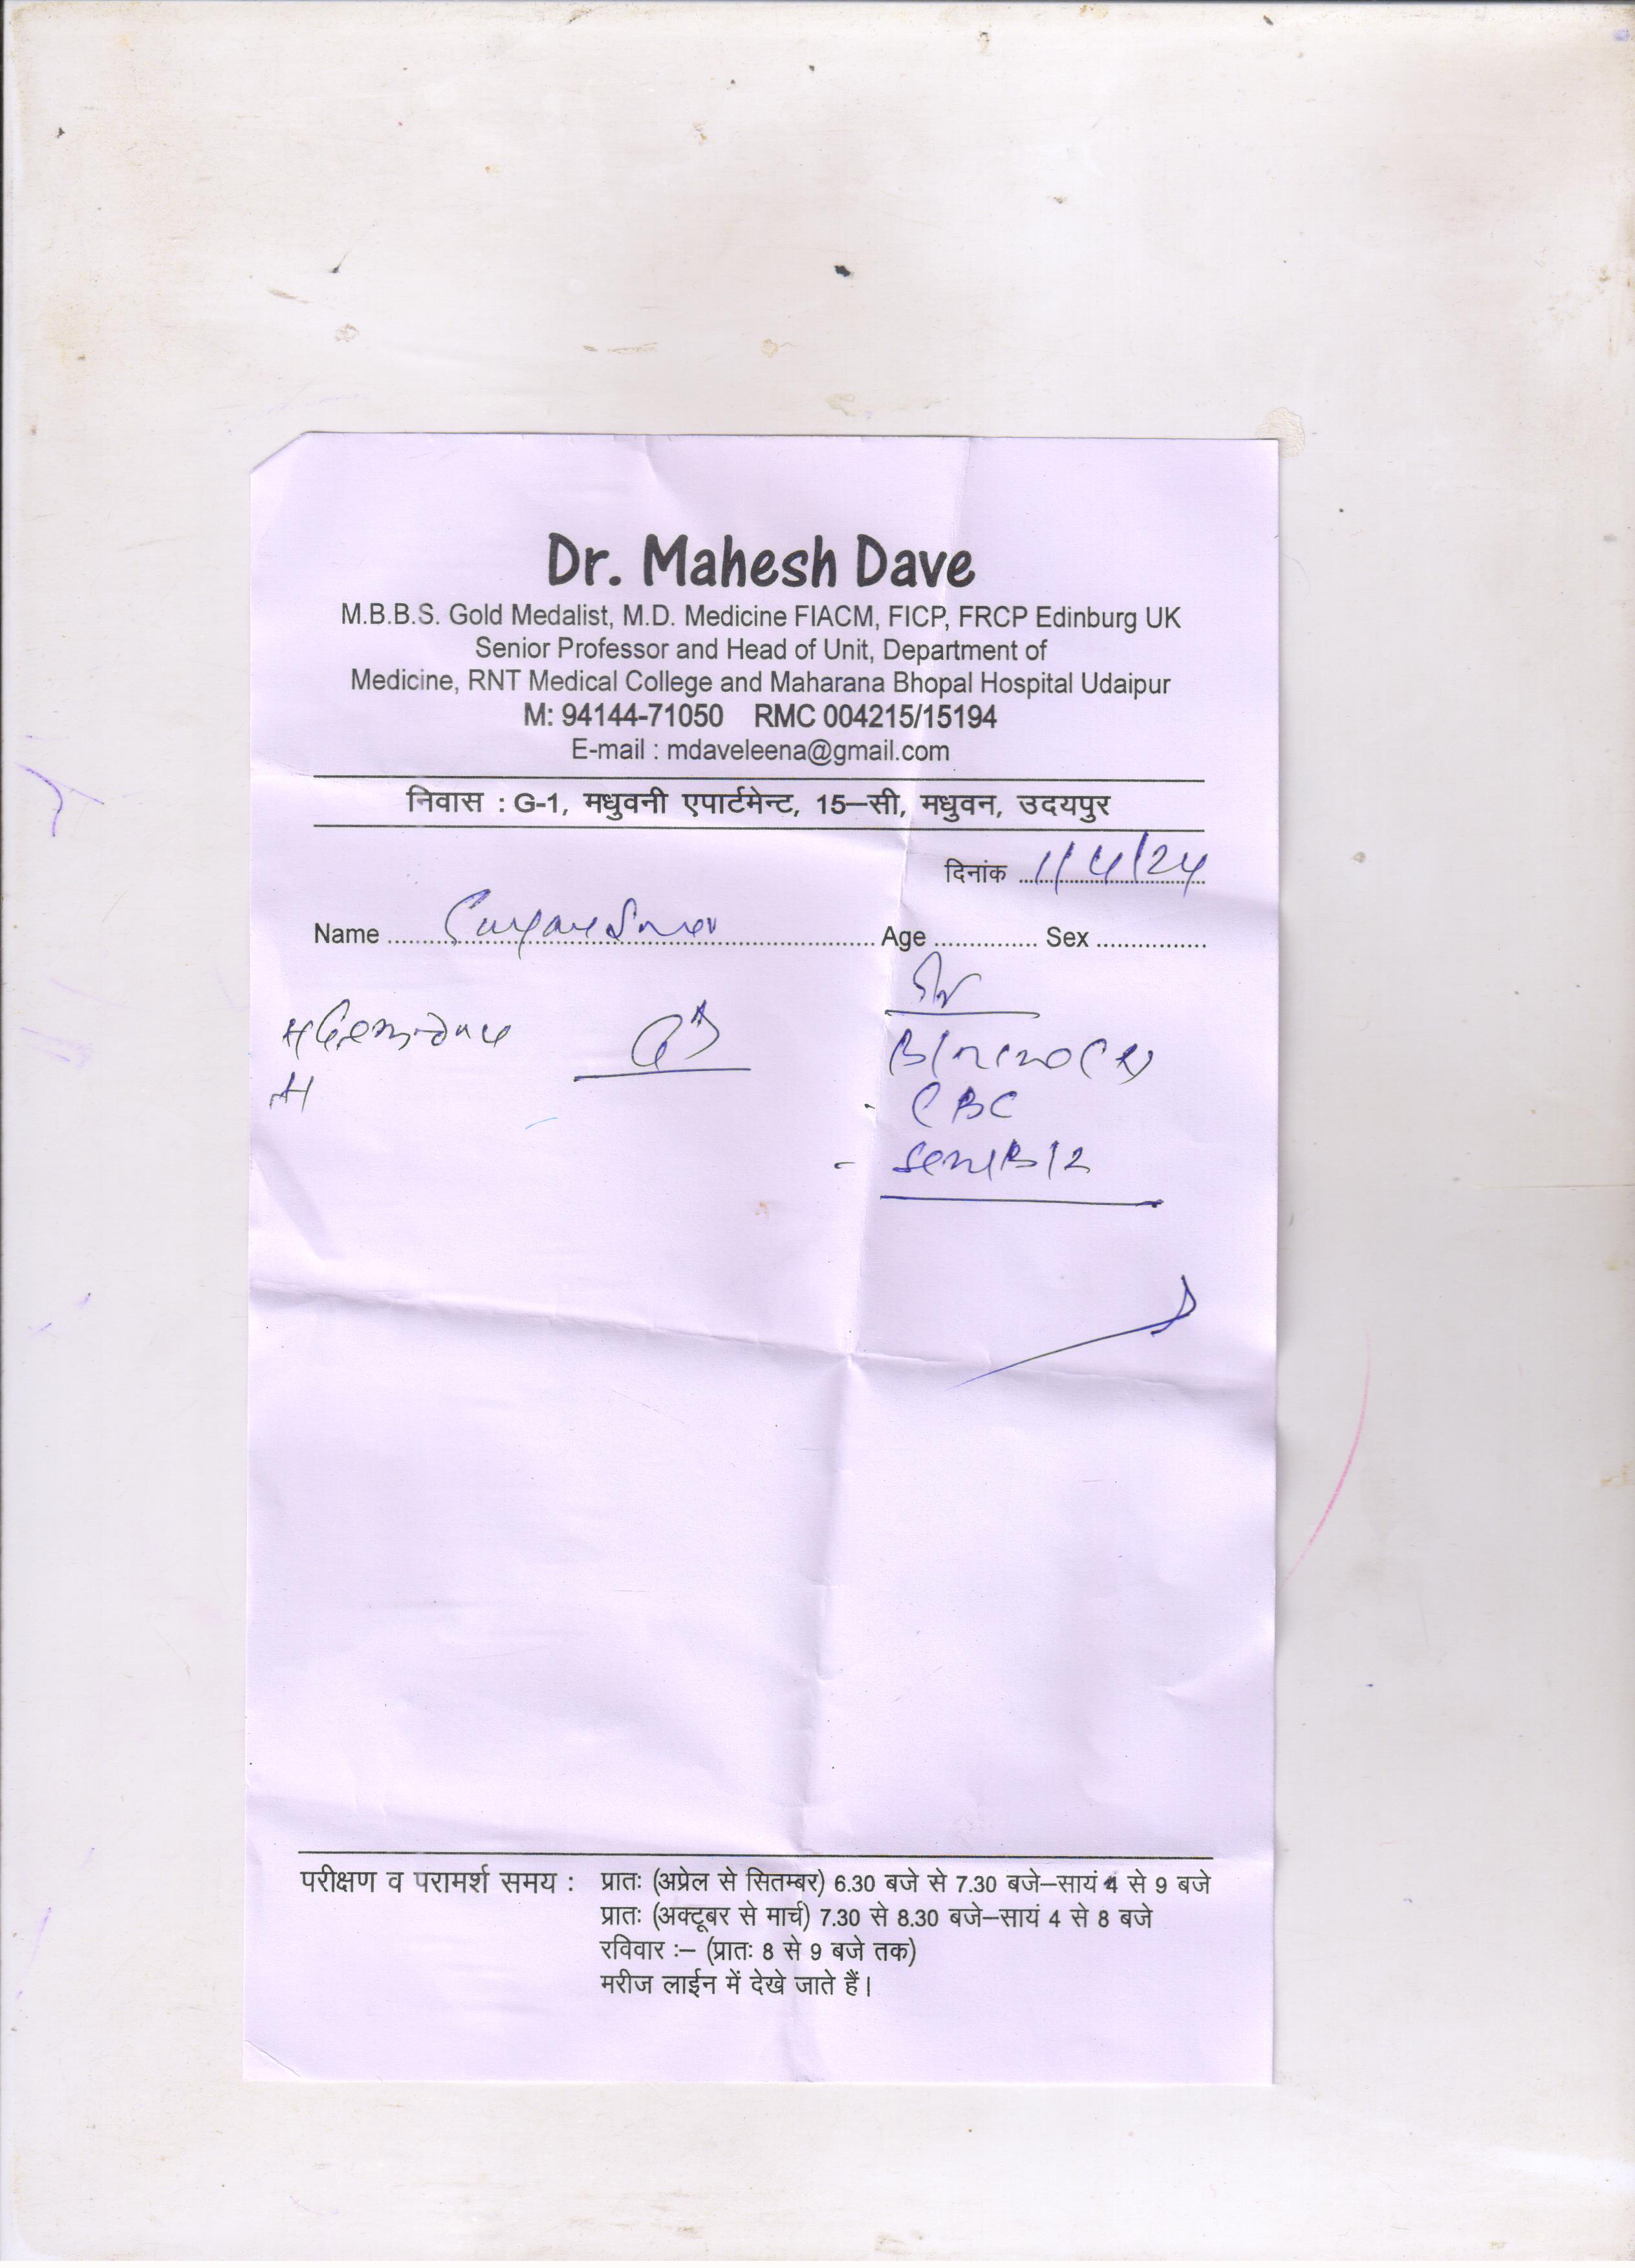 Dr. Mahesh Dave
M.B.B.S. Gold Medalist, M.D. Medicine FIACM, FICP, FRCP Edinburg UK
Senior Professor and Head of Unit, Department of
Medicine, RNT Medical College and Maharana Bhopal Hospital Udaipur
M: 94144-71050 RMC 004215/15194
E-mail : mdaveleena@gmail.com
निवास : G-1, मधुवनी एपार्टमेन्ट, 15–सी, मधुवन, उदयपुर
दिनांक 1/4/24
Name Age Sex
CBC
B12
परीक्षण व परामर्श समय : प्रातः (अप्रेल से सितम्बर) 6.30 बजे से 7.30 बजे–सायं 4 से 9 बजे
प्रातः (अक्टूबर से मार्च) 7.30 से 8.30 बजे–सायं 4 से 8 बजे
रविवार :– (प्रातः 8 से 9 बजे तक)
मरीज लाईन में देखे जाते हैं।